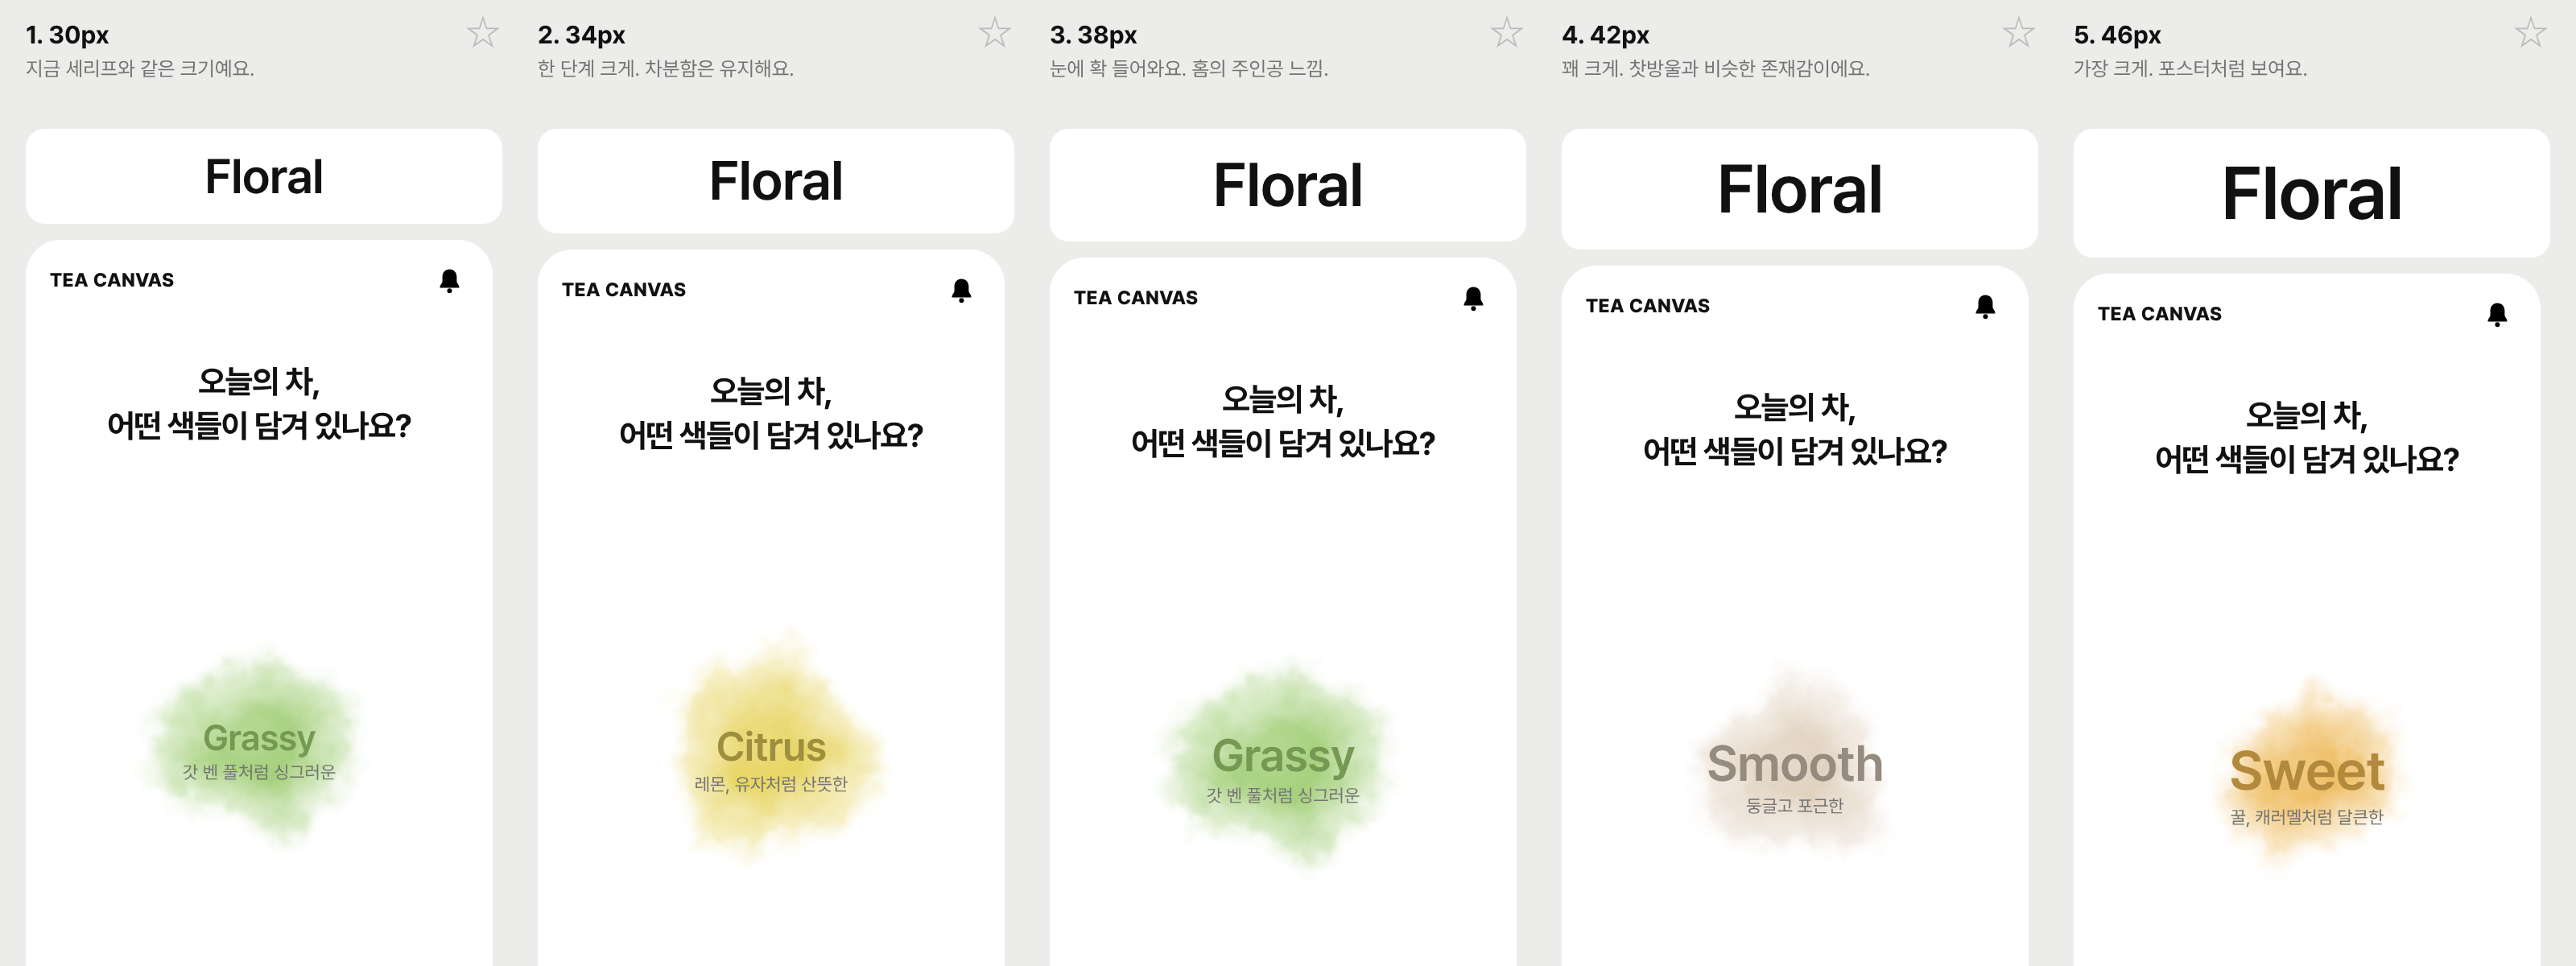 1. 30px
지금 세리프와 같은 크기예요.
Floral
TEA CANVAS
오늘의 차,
어떤 색들이 담겨 있나요?
Grassy
갓 벤 풀처럼 싱그러운
2. 34px
한 단계 크게. 차분함은 유지해요.
Floral
TEA CANVAS
오늘의 차,
어떤 색들이 담겨 있나요?
Citrus
레몬, 유자처럼 산뜻한
3. 38px
눈에 확 들어와요. 홈의 주인공 느낌.
Floral
TEA CANVAS
오늘의 차,
어떤 색들이 담겨 있나요?
Grassy
갓 벤 풀처럼 싱그러운
4. 42px
꽤 크게. 찻방울과 비슷한 존재감이에요.
Floral
TEA CANVAS
오늘의 차,
어떤 색들이 담겨 있나요?
Smooth
둥글고 포근한
5. 46px
가장 크게. 포스터처럼 보여요.
Floral
TEA CANVAS
오늘의 차,
어떤 색들이 담겨 있나요?
Sweet
꿀, 캐러멜처럼 달큰한